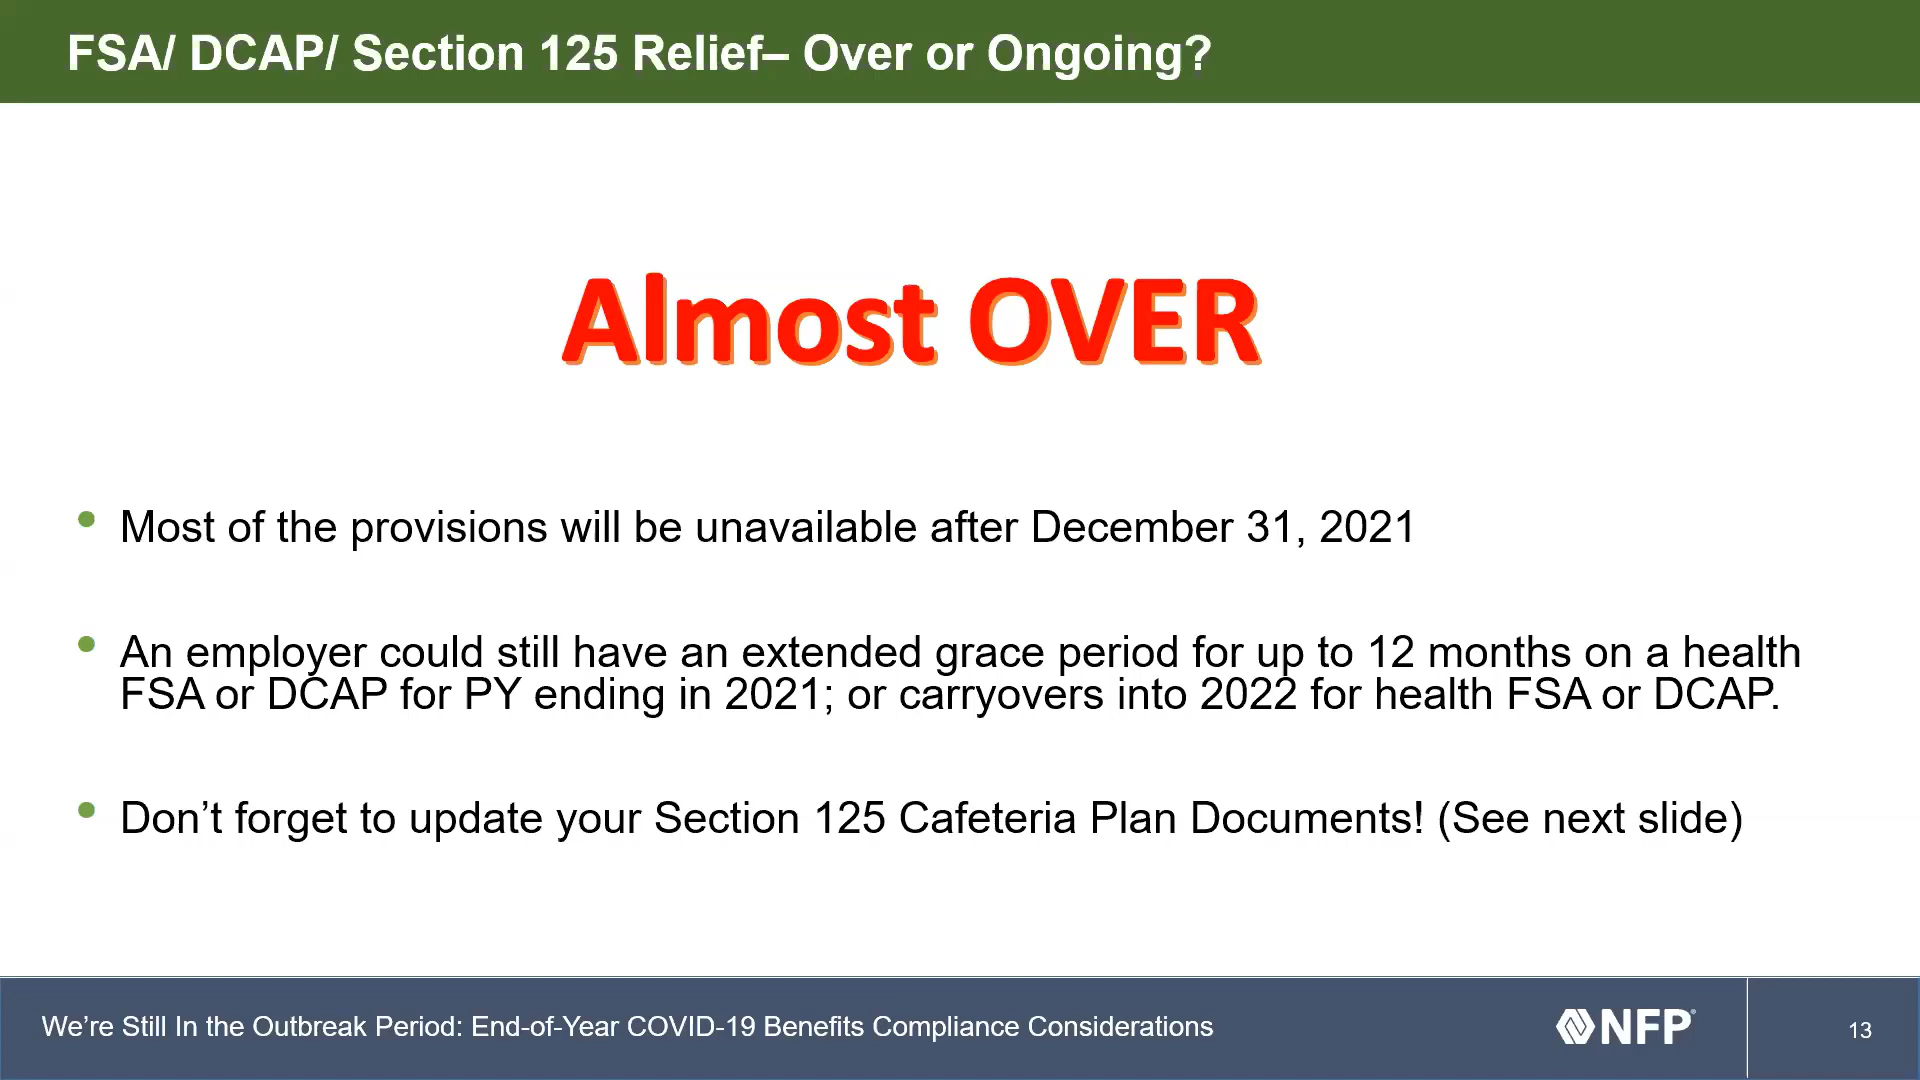 FSA/ DCAP/ Section 125 Relief– Over or Ongoing?
Almost OVER
• Most of the provisions will be unavailable after December 31, 2021
• An employer could still have an extended grace period for up to 12 months on a health
FSA or DCAP for PY ending in 2021; or carryovers into 2022 for health FSA or DCAP.
• Don’t forget to update your Section 125 Cafeteria Plan Documents! (See next slide)
We’re Still In the Outbreak Period: End-of-Year COVID-19 Benefits Compliance Considerations
NFP®
13